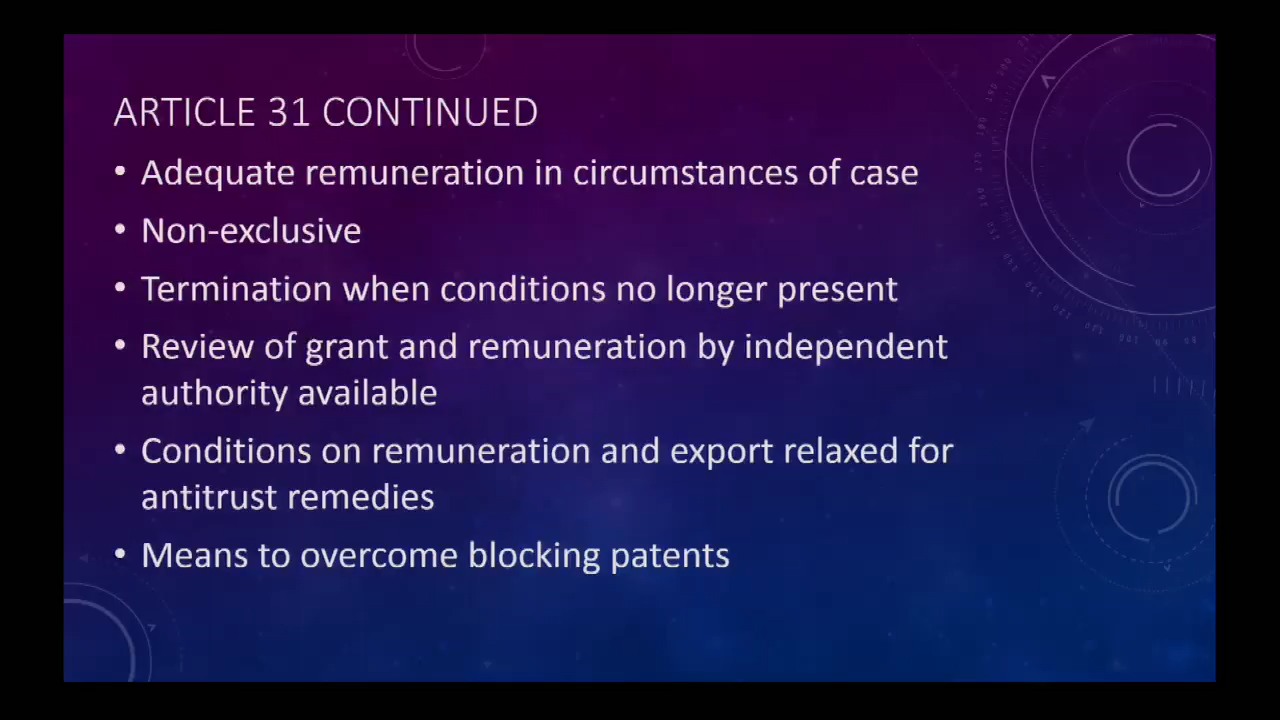 ARTICLE 31 CONTINUED
• Adequate remuneration in circumstances of case
• Non-exclusive
• Termination when conditions no longer present
• Review of grant and remuneration by independent
authority available
• Conditions on remuneration and export relaxed for
antitrust remedies
• Means to overcome blocking patents